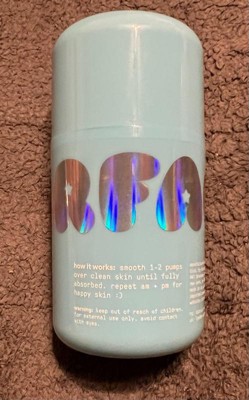 RFA
how it works: smooth 1-2 pumps
over clean skin until fully
absorbed. repeat am + pm for
happy skin :)
warning: keep out of reach of children.
for external use only. avoid contact
with eyes.